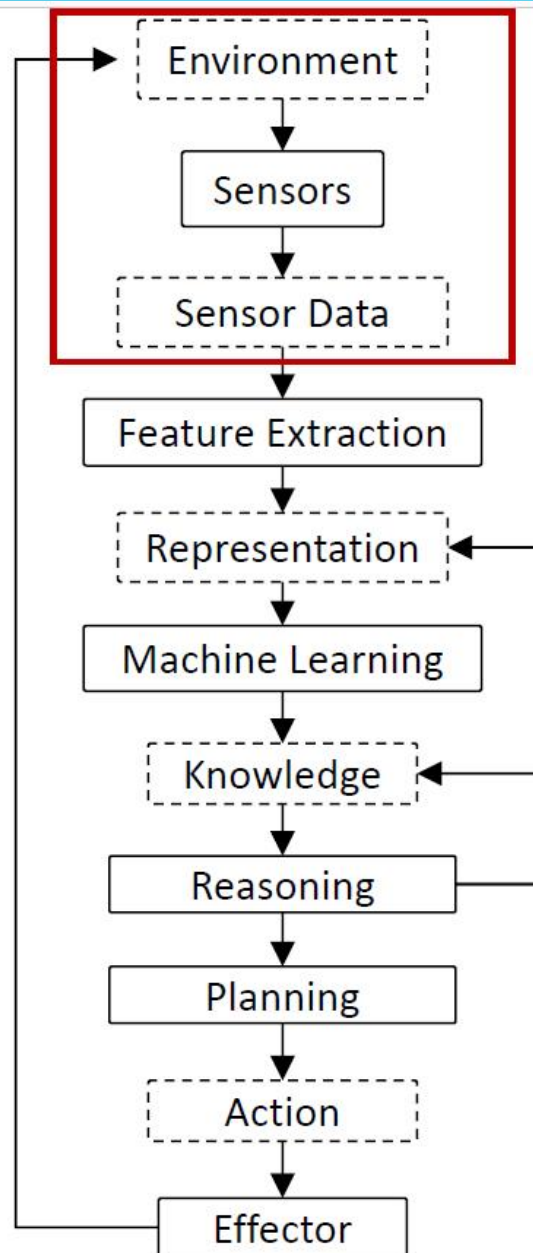 Environment
Sensors
Sensor Data
Feature Extraction
Representation
Machine Learning
Knowledge
Reasoning
Planning
Action
Effector